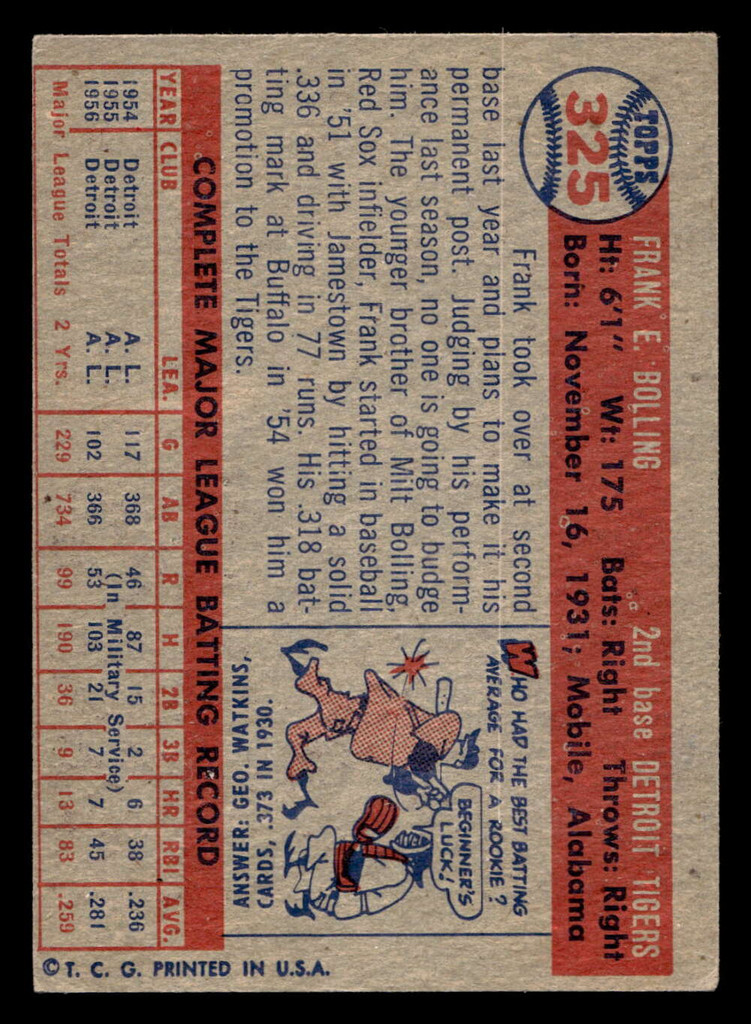 TOPPS
325
FRANK E. BOLLING 2nd base DETROIT TIGERS
Ht: 6'1" Wt: 175 Bats: Right Throws: Right
Born: November 16, 1931; Mobile, Alabama
Frank took over at second
base last year and plans to make it his
permanent post. Judging by his perform-
ance last season, no one is going to budge
him. The younger brother of Milt Bolling,
Red Sox infielder, Frank started in baseball
in '51 with Jamestown by hitting a solid
.336 and driving in 77 runs. His .318 bat-
ting mark at Buffalo in '54 won him a
promotion to the Tigers.
WHO HAD THE BEST BATTING
AVERAGE FOR A ROOKIE?
BEGINNER'S
LUCK!
ANSWER: GEO. WATKINS,
CARDS, .373 IN 1930.
COMPLETE MAJOR LEAGUE BATTING RECORD
YEAR CLUB LEA. G AB R H 2B 3B HR RBI AVG.
1954 Detroit A. L. 117 368 46 87 15 2 6 38 .236
1955 Detroit (In Military Service)
1956 Detroit A. L. 102 366 53 103 21 7 7 45 .281
Major League Totals 2 Yrs. 229 734 99 190 36 9 13 83 .259
© T. C. G. PRINTED IN U.S.A.